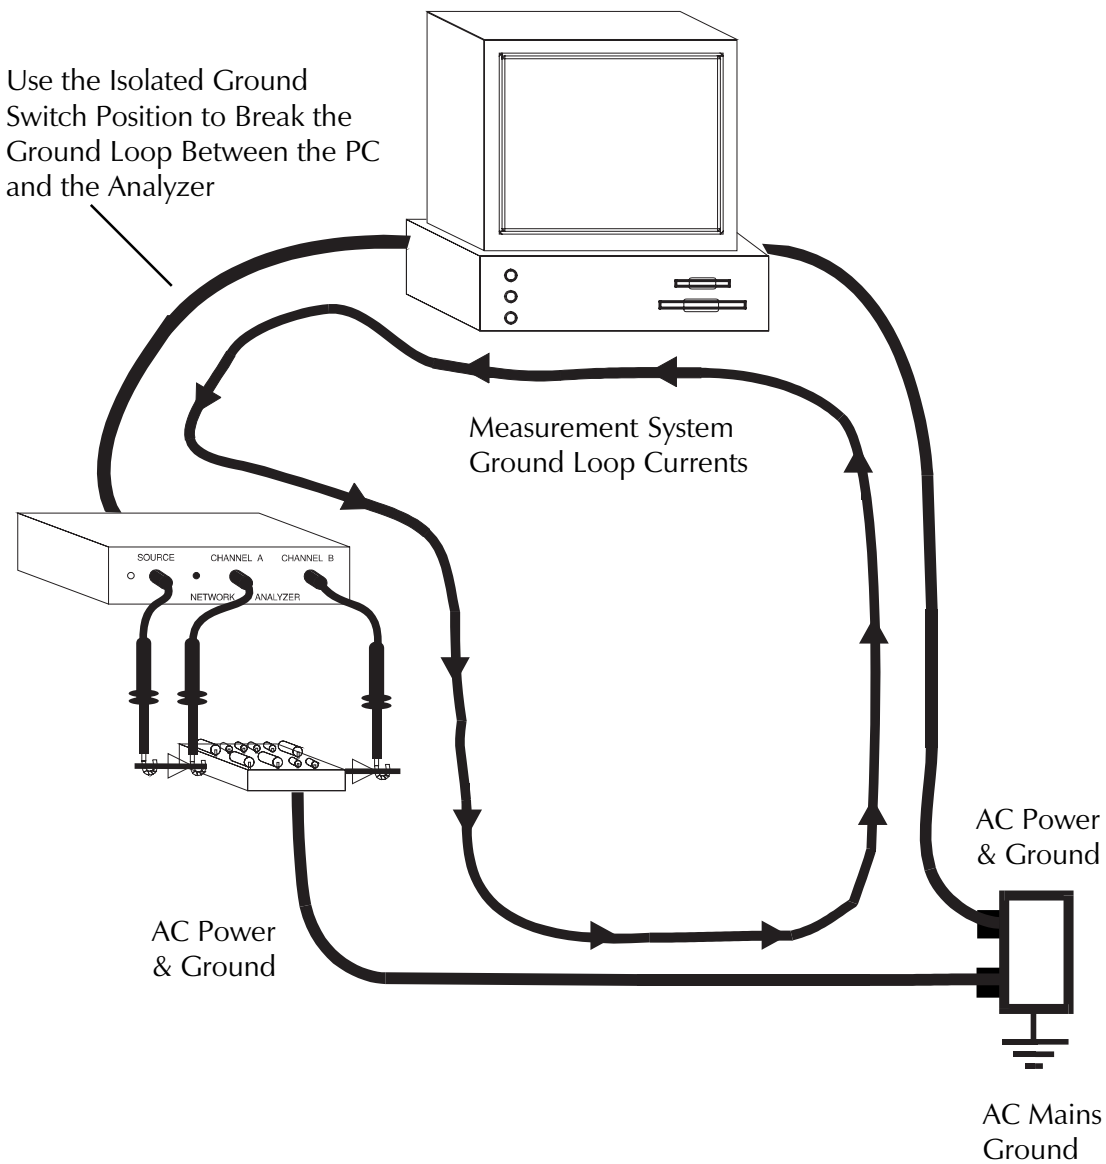 Use the Isolated Ground
Switch Position to Break the
Ground Loop Between the PC
and the Analyzer
Measurement System
Ground Loop Currents
SOURCE
CHANNEL A
CHANNEL B
NETWORK ANALYZER
AC Power
& Ground
AC Power
& Ground
AC Mains
Ground